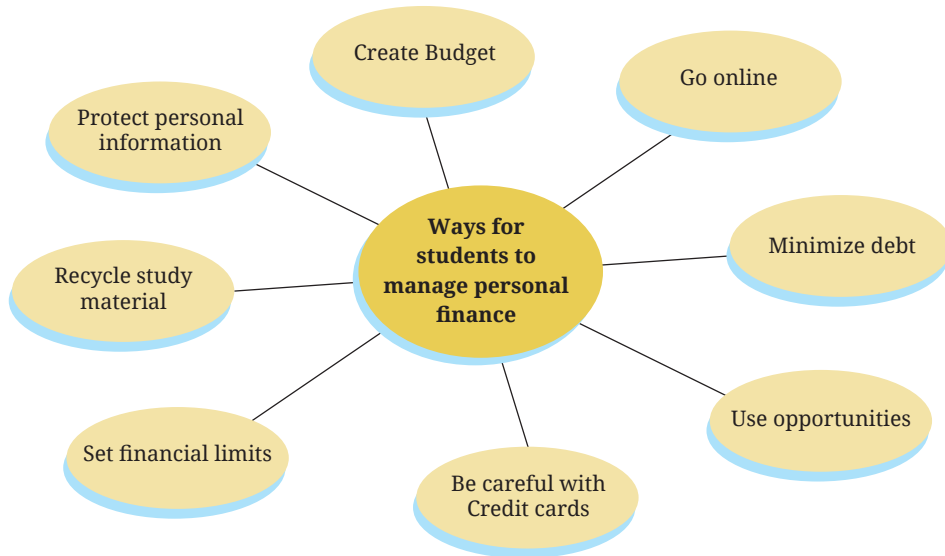 Create Budget
Go online
Protect personal
information
Ways for
students to
manage personal
finance
Minimize debt
Recycle study
material
Use opportunities
Set financial limits
Be careful with
Credit cards